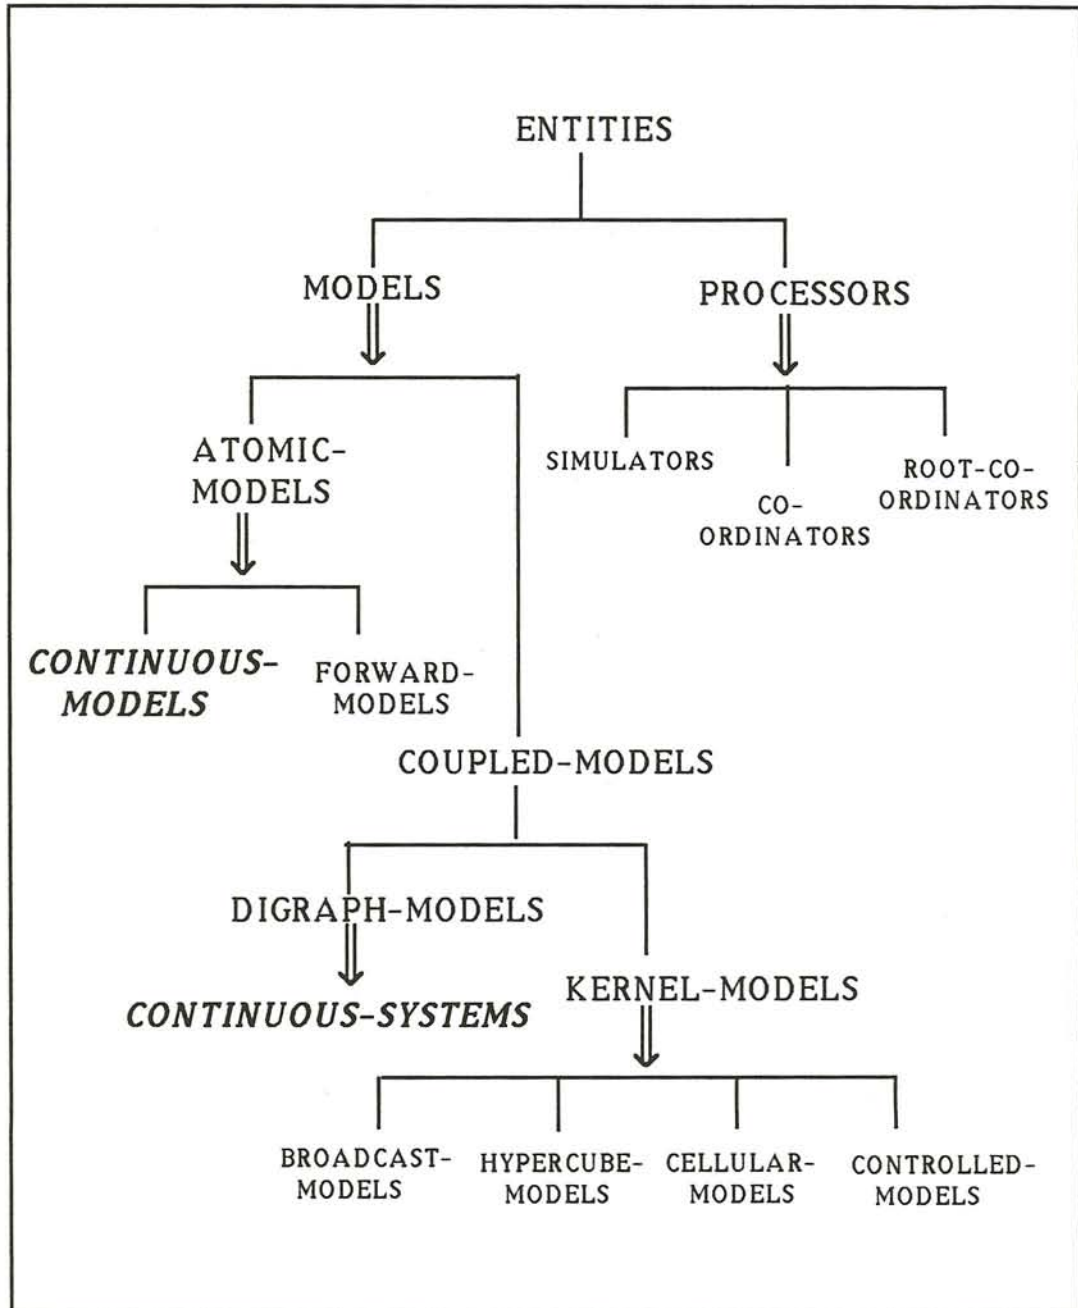 ENTITIES
MODELS
PROCESSORS
ATOMIC-
MODELS
SIMULATORS
CO-
ORDINATORS
ROOT-CO-
ORDINATORS
CONTINUOUS-
MODELS
FORWARD-
MODELS
COUPLED-MODELS
DIGRAPH-MODELS
CONTINUOUS-SYSTEMS
KERNEL-MODELS
BROADCAST-
MODELS
HYPERCUBE-
MODELS
CELLULAR-
MODELS
CONTROLLED-
MODELS